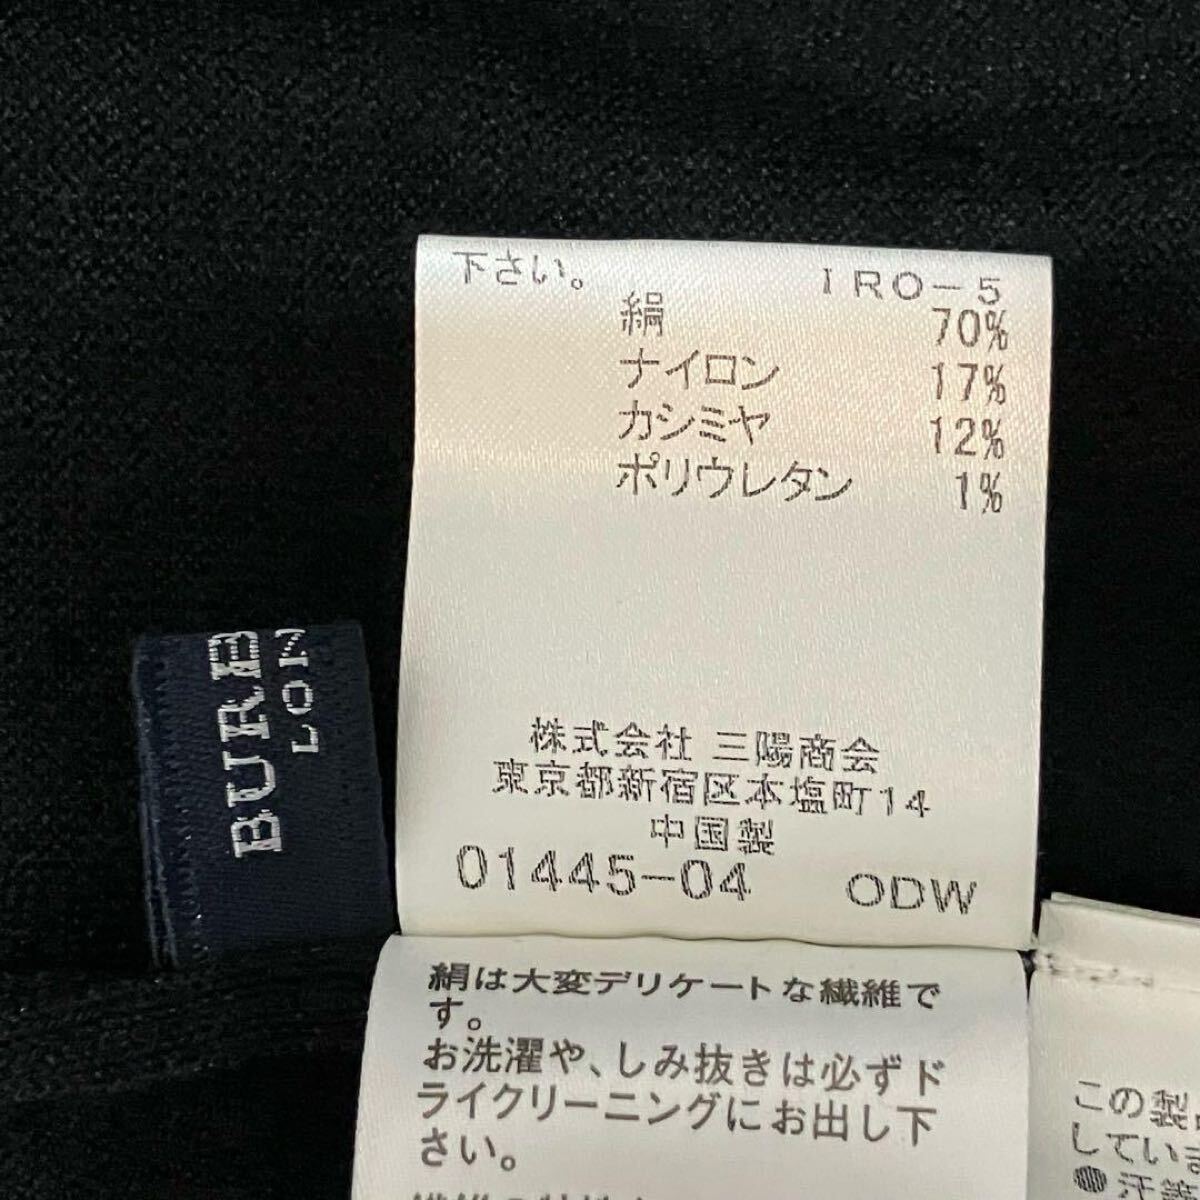 下さい。 IRO-5
絹 70%
ナイロン 17%
カシミヤ 12%
ポリウレタン 1%
株式会社 三陽商会
東京都新宿区本塩町14
中国製
01445-04 ODW
BURB
LON
絹は大変デリケートな繊維で
す。
お洗濯や、しみ抜きは必ずド
ライクリーニングにお出し下
さい。
この製
してい
●汗等